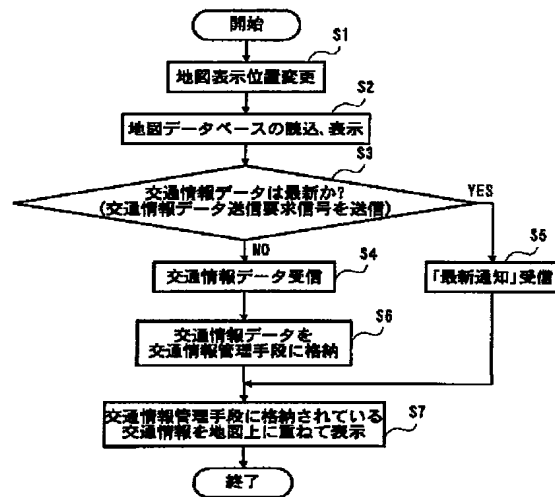 開始
S1
地図表示位置変更
S2
地図データベースの読込、表示
S3
交通情報データは最新か?
(交通情報データ送信要求信号を送信)
YES
NO
S4
交通情報データ受信
S5
「最新通知」受信
S6
交通情報データを
交通情報管理手段に格納
S7
交通情報管理手段に格納されている
交通情報を地図上に重ねて表示
終了